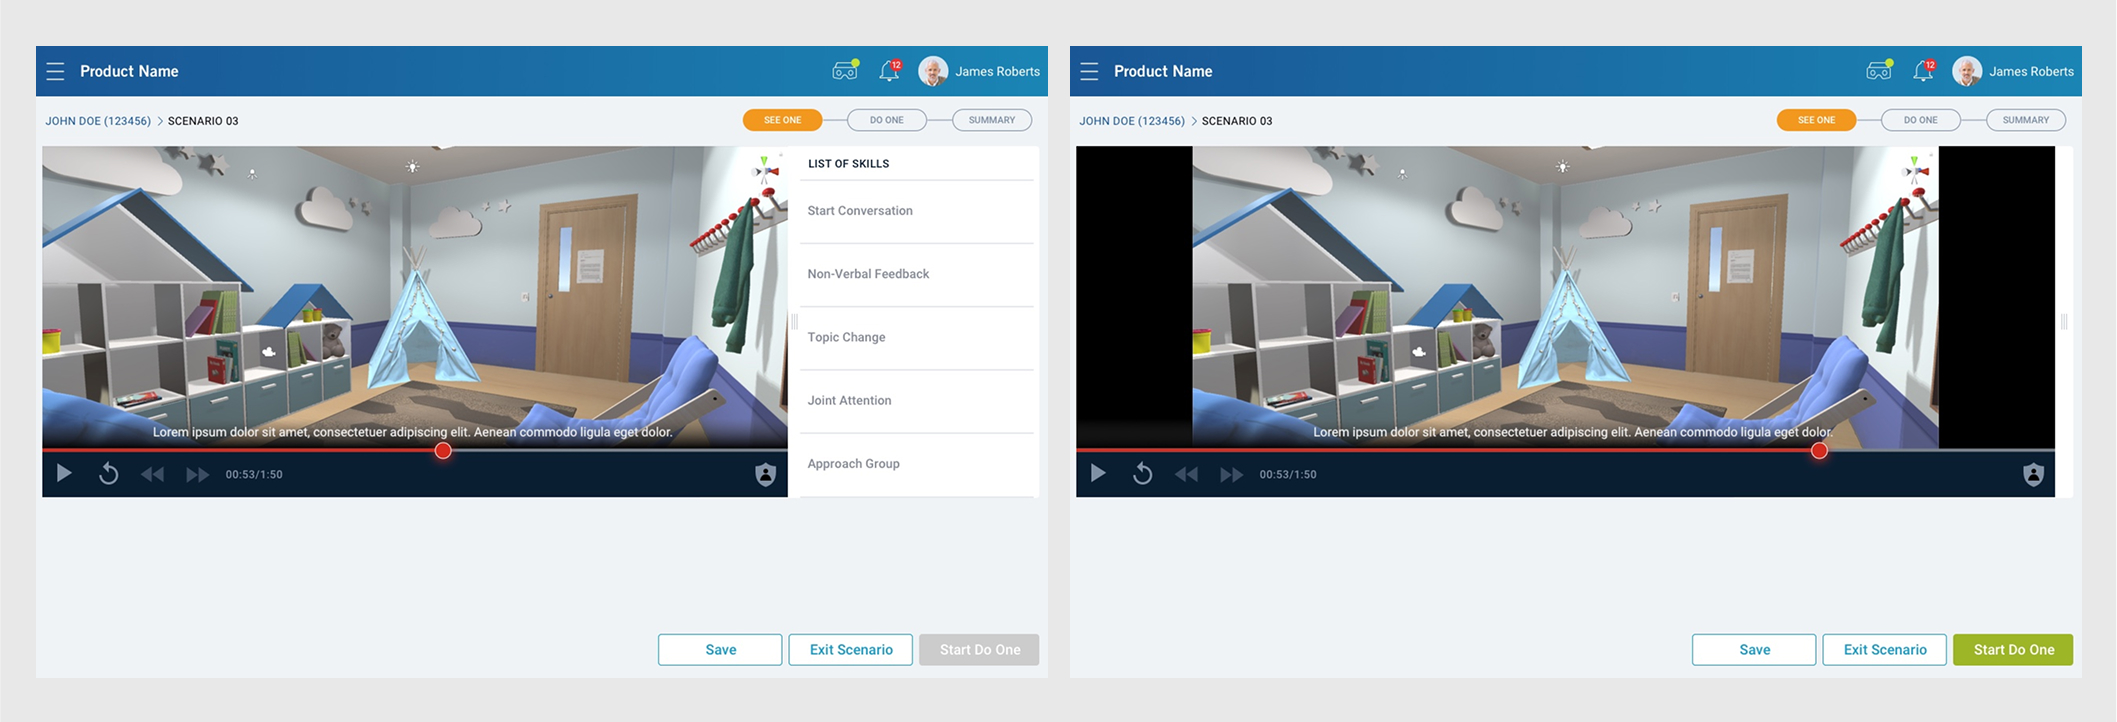 Product Name
12
James Roberts
JOHN DOE (123456) > SCENARIO 03
SEE ONE
DO ONE
SUMMARY
LIST OF SKILLS
Start Conversation
Non-Verbal Feedback
Topic Change
Joint Attention
Approach Group
Lorem ipsum dolor sit amet, consectetuer adipiscing elit. Aenean commodo ligula eget dolor.
00:53/1:50
Save
Exit Scenario
Start Do One
Product Name
12
James Roberts
JOHN DOE (123456) > SCENARIO 03
SEE ONE
DO ONE
SUMMARY
Lorem ipsum dolor sit amet, consectetuer adipiscing elit. Aenean commodo ligula eget dolor.
00:53/1:50
Save
Exit Scenario
Start Do One